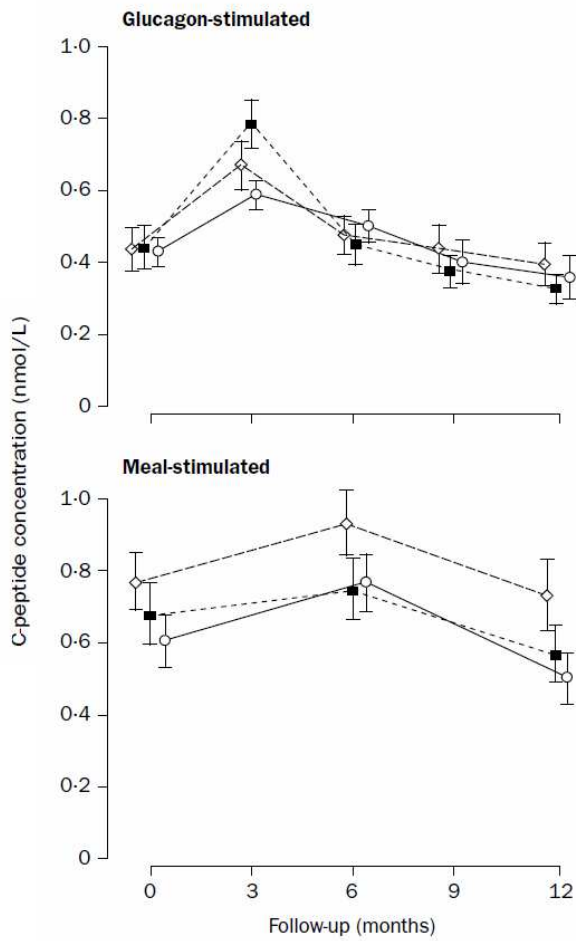 Glucagon-stimulated
1·0
0·8
0·6
0·4
0·2
0
C-peptide concentration (nmol/L)
Meal-stimulated
1·0
0·8
0·6
0·4
0·2
0
0 3 6 9 12
Follow-up (months)